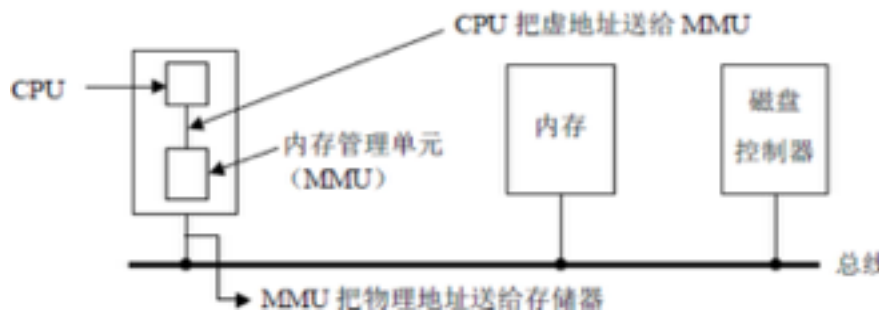 CPU 把虚地址送给 MMU
CPU
内存管理单元
（MMU）
内存
磁盘
控制器
总线
MMU 把物理地址送给存储器